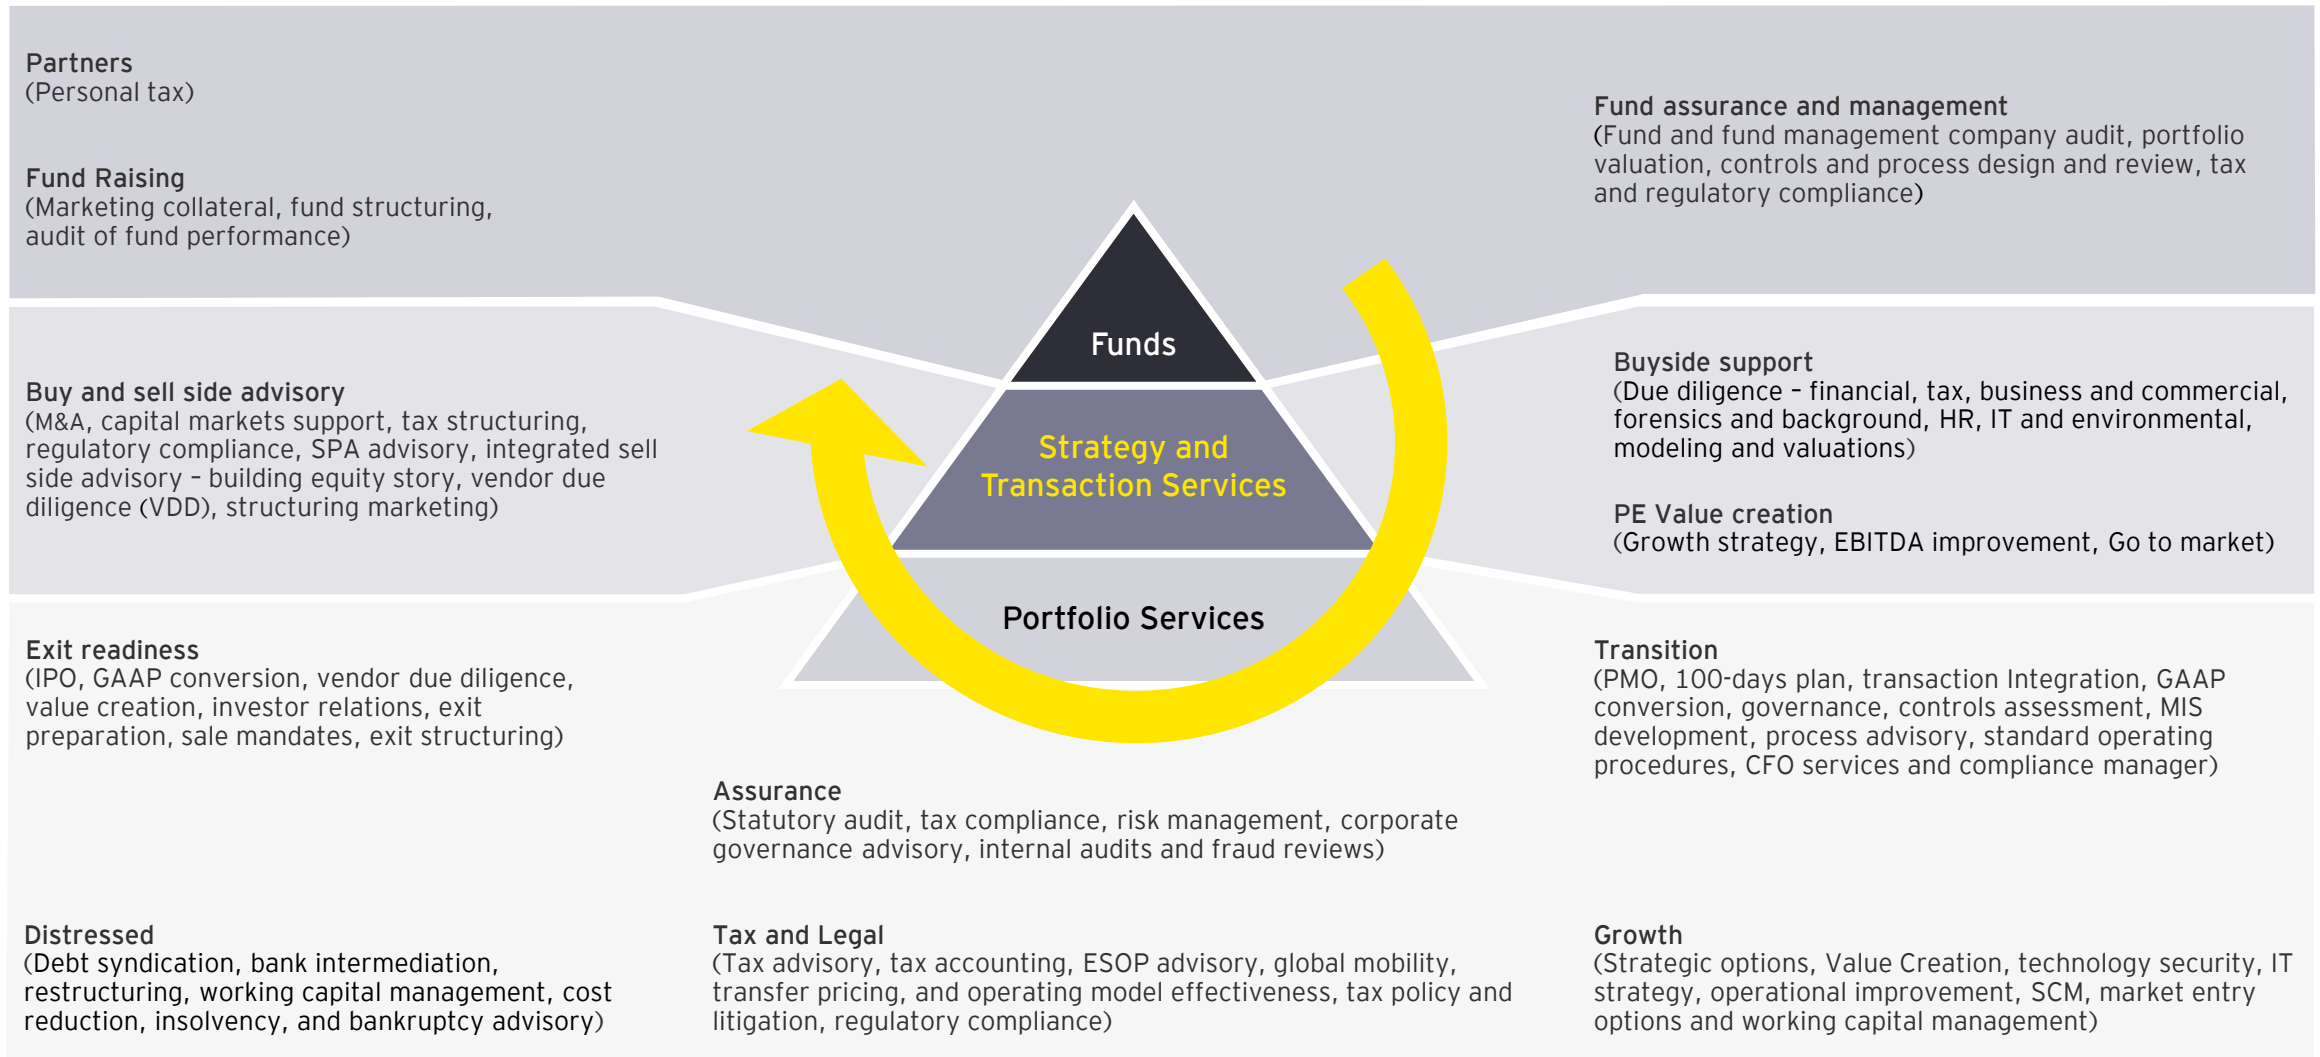 Partners
(Personal tax)
Fund Raising
(Marketing collateral, fund structuring,
audit of fund performance)
Fund assurance and management
(Fund and fund management company audit, portfolio
valuation, controls and process design and review, tax
and regulatory compliance)
Funds
Buy and sell side advisory
(M&A, capital markets support, tax structuring,
regulatory compliance, SPA advisory, integrated sell
side advisory – building equity story, vendor due
diligence (VDD), structuring marketing)
Strategy and
Transaction Services
Buyside support
(Due diligence – financial, tax, business and commercial,
forensics and background, HR, IT and environmental,
modeling and valuations)
PE Value creation
(Growth strategy, EBITDA improvement, Go to market)
Portfolio Services
Exit readiness
(IPO, GAAP conversion, vendor due diligence,
value creation, investor relations, exit
preparation, sale mandates, exit structuring)
Transition
(PMO, 100-days plan, transaction Integration, GAAP
conversion, governance, controls assessment, MIS
development, process advisory, standard operating
procedures, CFO services and compliance manager)
Assurance
(Statutory audit, tax compliance, risk management, corporate
governance advisory, internal audits and fraud reviews)
Distressed
(Debt syndication, bank intermediation,
restructuring, working capital management, cost
reduction, insolvency, and bankruptcy advisory)
Tax and Legal
(Tax advisory, tax accounting, ESOP advisory, global mobility,
transfer pricing, and operating model effectiveness, tax policy and
litigation, regulatory compliance)
Growth
(Strategic options, Value Creation, technology security, IT
strategy, operational improvement, SCM, market entry
options and working capital management)